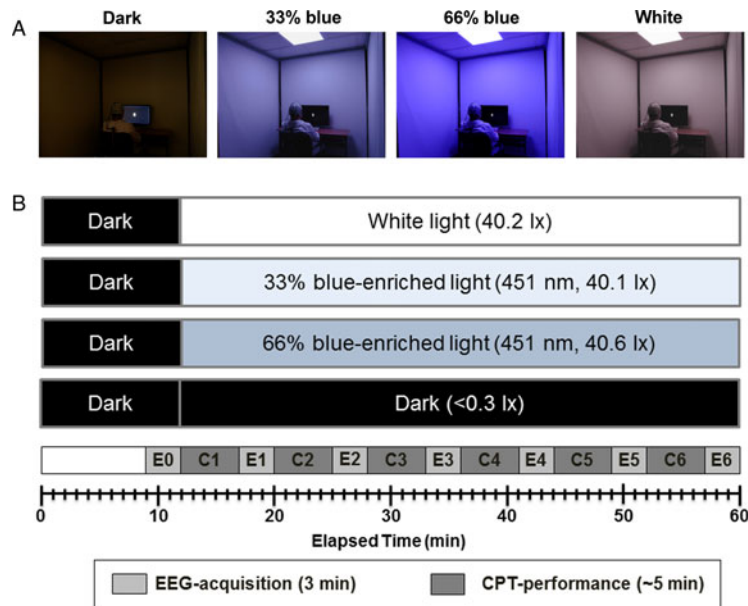 A
Dark 33% blue 66% blue White
B
Dark White light (40.2 lx)
Dark 33% blue-enriched light (451 nm, 40.1 lx)
Dark 66% blue-enriched light (451 nm, 40.6 lx)
Dark Dark (<0.3 lx)
E0 C1 E1 C2 E2 C3 E3 C4 E4 C5 E5 C6 E6
0 10 20 30 40 50 60
Elapsed Time (min)
EEG-acquisition (3 min) CPT-performance (~5 min)